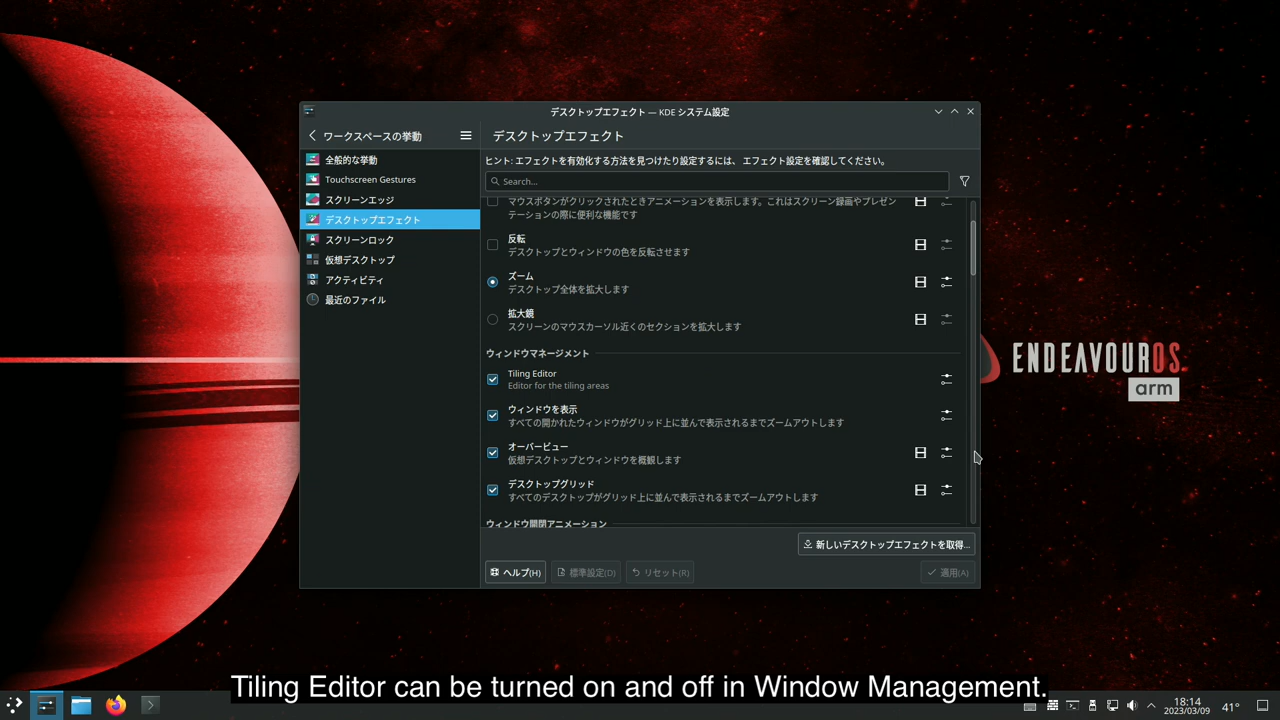 デスクトップエフェクト — KDE システム設定
ワークスペースの挙動
デスクトップエフェクト
全般的な挙動
Touchscreen Gestures
スクリーンエッジ
デスクトップエフェクト
スクリーンロック
仮想デスクトップ
アクティビティ
最近のファイル
ヒント: エフェクトを有効化する方法を見つけたり設定するには、エフェクト設定を確認してください。
Search...
マウスボタンがクリックされたときアニメーションを表示します。これはスクリーン録画やプレゼン
テーションの際に便利な機能です
反転
デスクトップとウィンドウの色を反転させます
ズーム
デスクトップ全体を拡大します
拡大鏡
スクリーンのマウスカーソル近くのセクションを拡大します
ウィンドウマネージメント
Tiling Editor
Editor for the tiling areas
ウィンドウを表示
すべての開かれたウィンドウがグリッド上に並んで表示されるまでズームアウトします
オーバービュー
仮想デスクトップとウィンドウを概観します
デスクトップグリッド
すべてのデスクトップがグリッド上に並んで表示されるまでズームアウトします
ウィンドウ開閉アニメーション
新しいデスクトップエフェクトを取得...
ヘルプ(H)
標準設定(D)
リセット(R)
適用(A)
ENDEAVOUROS
arm
Tiling Editor can be turned on and off in Window Management.
18:14
2023/03/09
41°